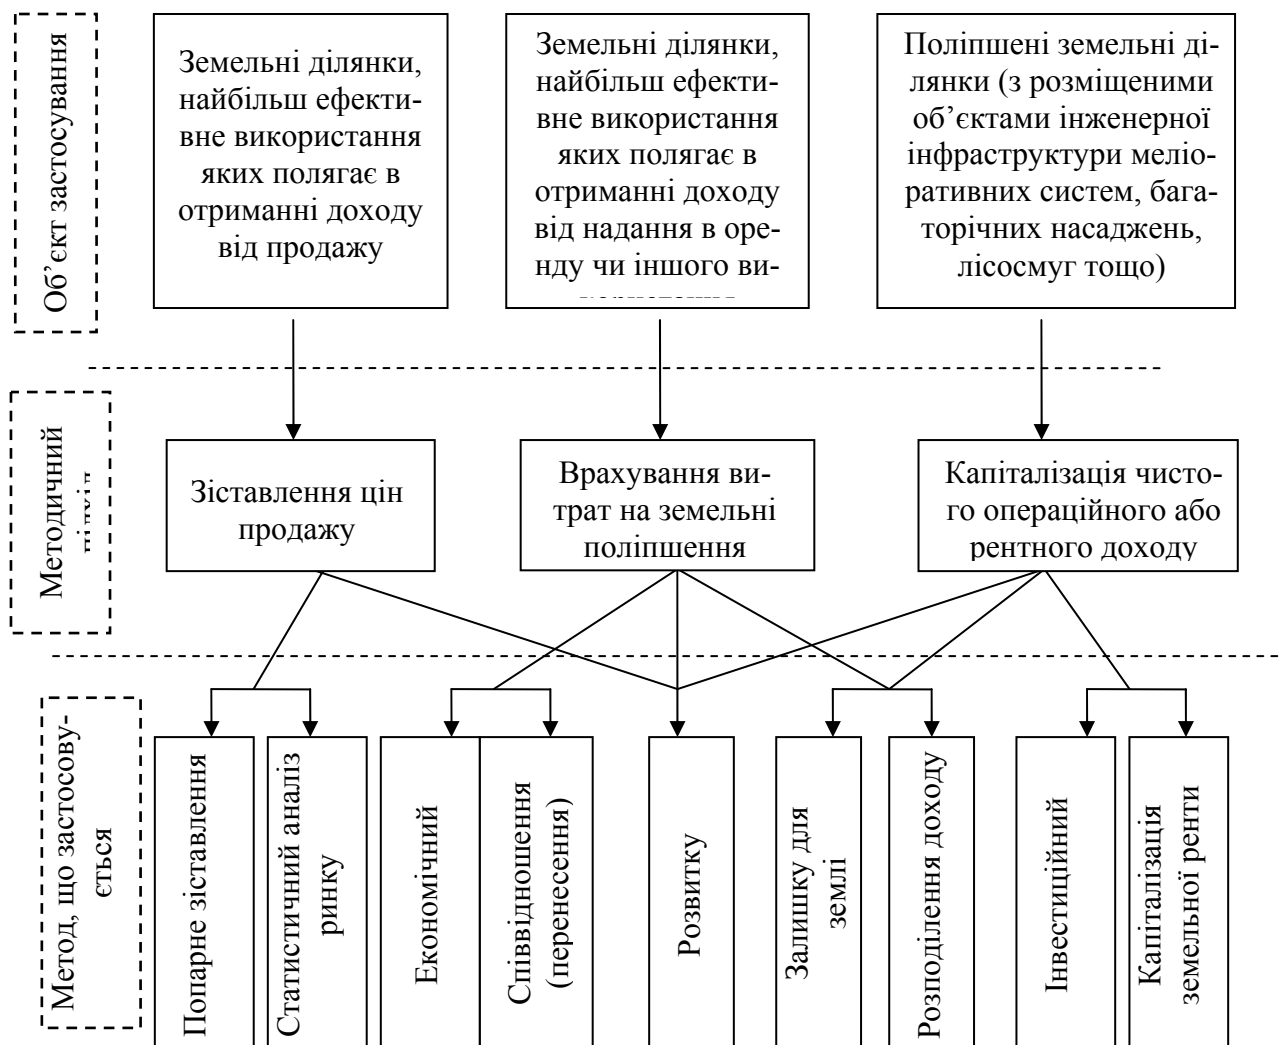 Об’єкт застосування
Земельні ділянки,
найбільш ефекти-
вне використання
яких полягає в
отриманні доходу
від продажу
Земельні ділянки,
найбільш ефекти-
вне використання
яких полягає в
отриманні доходу
від надання в оре-
нду чи іншого ви-
Поліпшені земельні ді-
лянки (з розміщеними
об’єктами інженерної
інфраструктури меліо-
ративних систем, бага-
торічних насаджень,
лісосмуг тощо)
Методичний
Зіставлення цін
продажу
Врахування ви-
трат на земельні
поліпшення
Капіталізація чисто-
го операційного або
рентного доходу
Метод, що застосову-
ється
Попарне зіставлення
Статистичний аналіз
ринку
Економічний
Співвідношення
(перенесення)
Розвитку
Залишку для
землі
Розподілення доходу
Інвестиційний
Капіталізація
земельної ренти